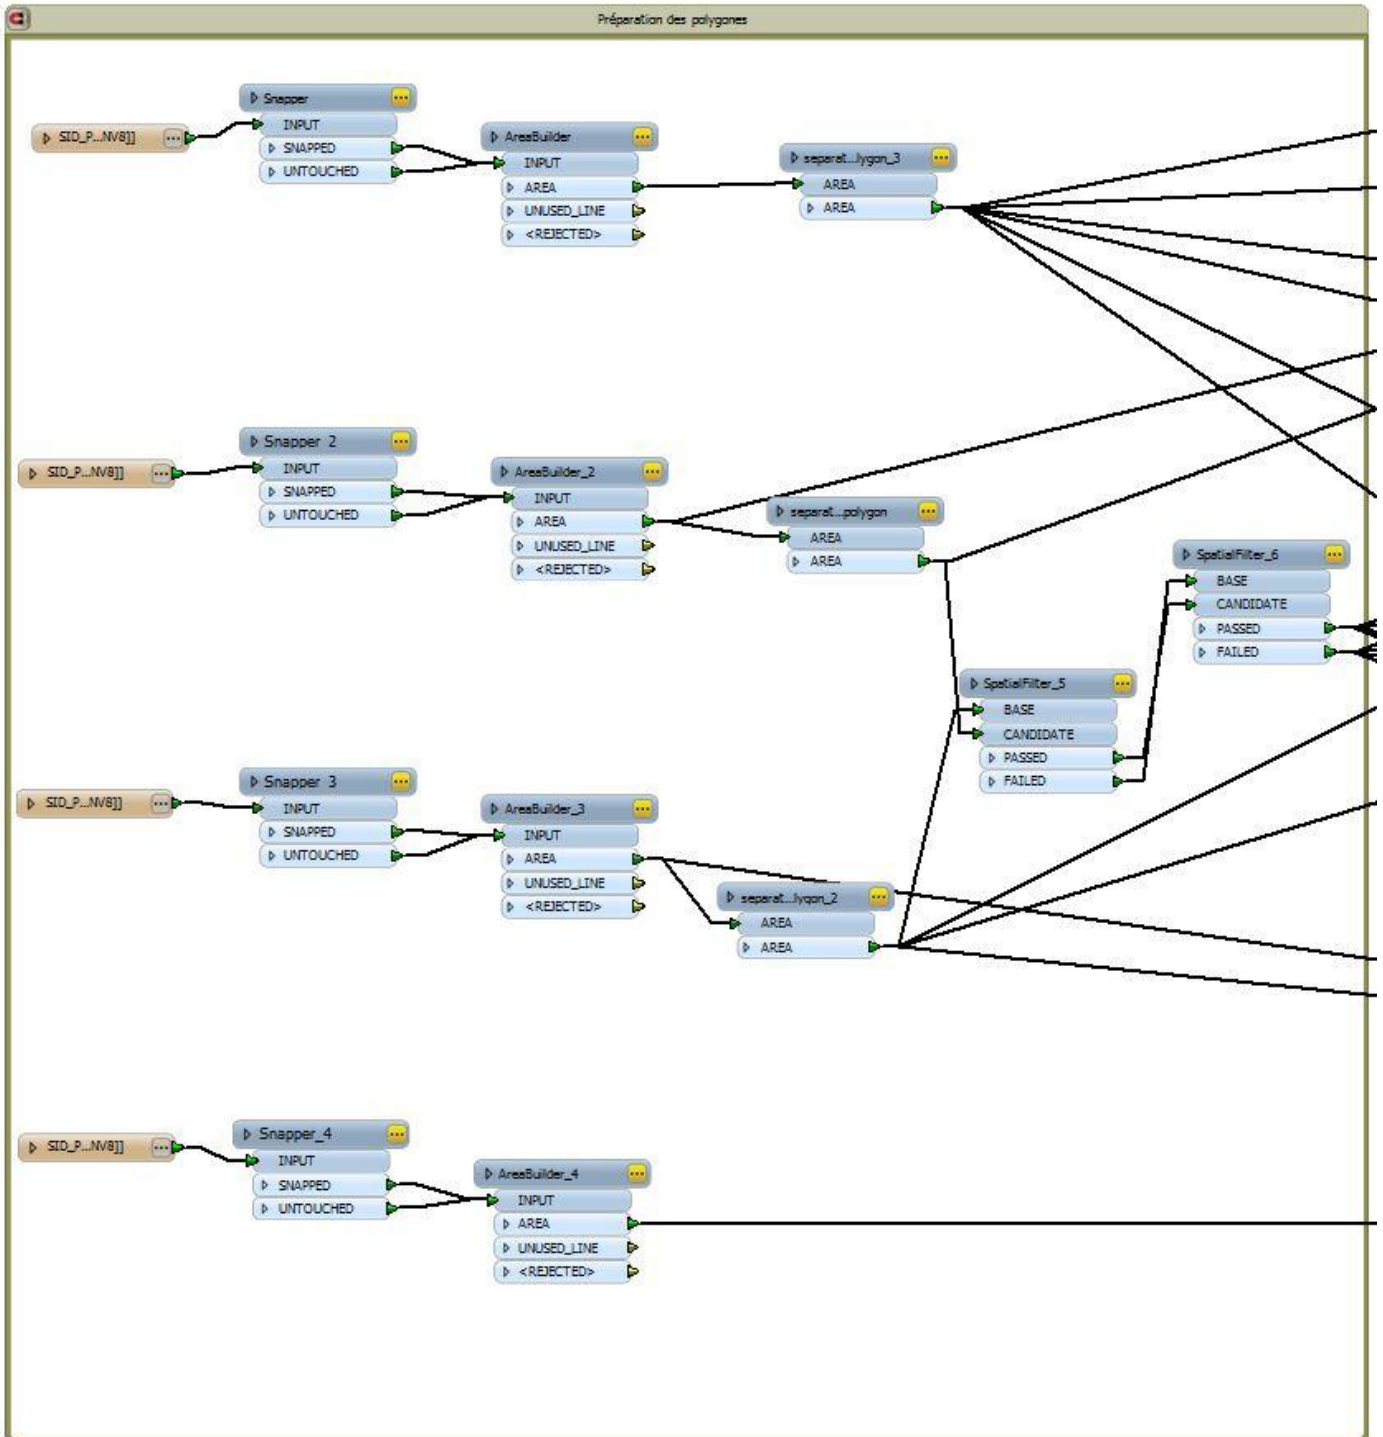 Préparation des polygones
SID_P...NV8]]
Snapper
INPUT
SNAPPED
UNTOUCHED
AreaBuilder
INPUT
AREA
UNUSED_LINE
<REJECTED>
separat...lygon_3
AREA
AREA
SID_P...NV8]]
Snapper_2
INPUT
SNAPPED
UNTOUCHED
AreaBuilder_2
INPUT
AREA
UNUSED_LINE
<REJECTED>
separat...polygon
AREA
AREA
SpatialFilter_6
BASE
CANDIDATE
PASSED
FAILED
SpatialFilter_5
BASE
CANDIDATE
PASSED
FAILED
SID_P...NV8]]
Snapper_3
INPUT
SNAPPED
UNTOUCHED
AreaBuilder_3
INPUT
AREA
UNUSED_LINE
<REJECTED>
separat...lygon_2
AREA
AREA
SID_P...NV8]]
Snapper_4
INPUT
SNAPPED
UNTOUCHED
AreaBuilder_4
INPUT
AREA
UNUSED_LINE
<REJECTED>